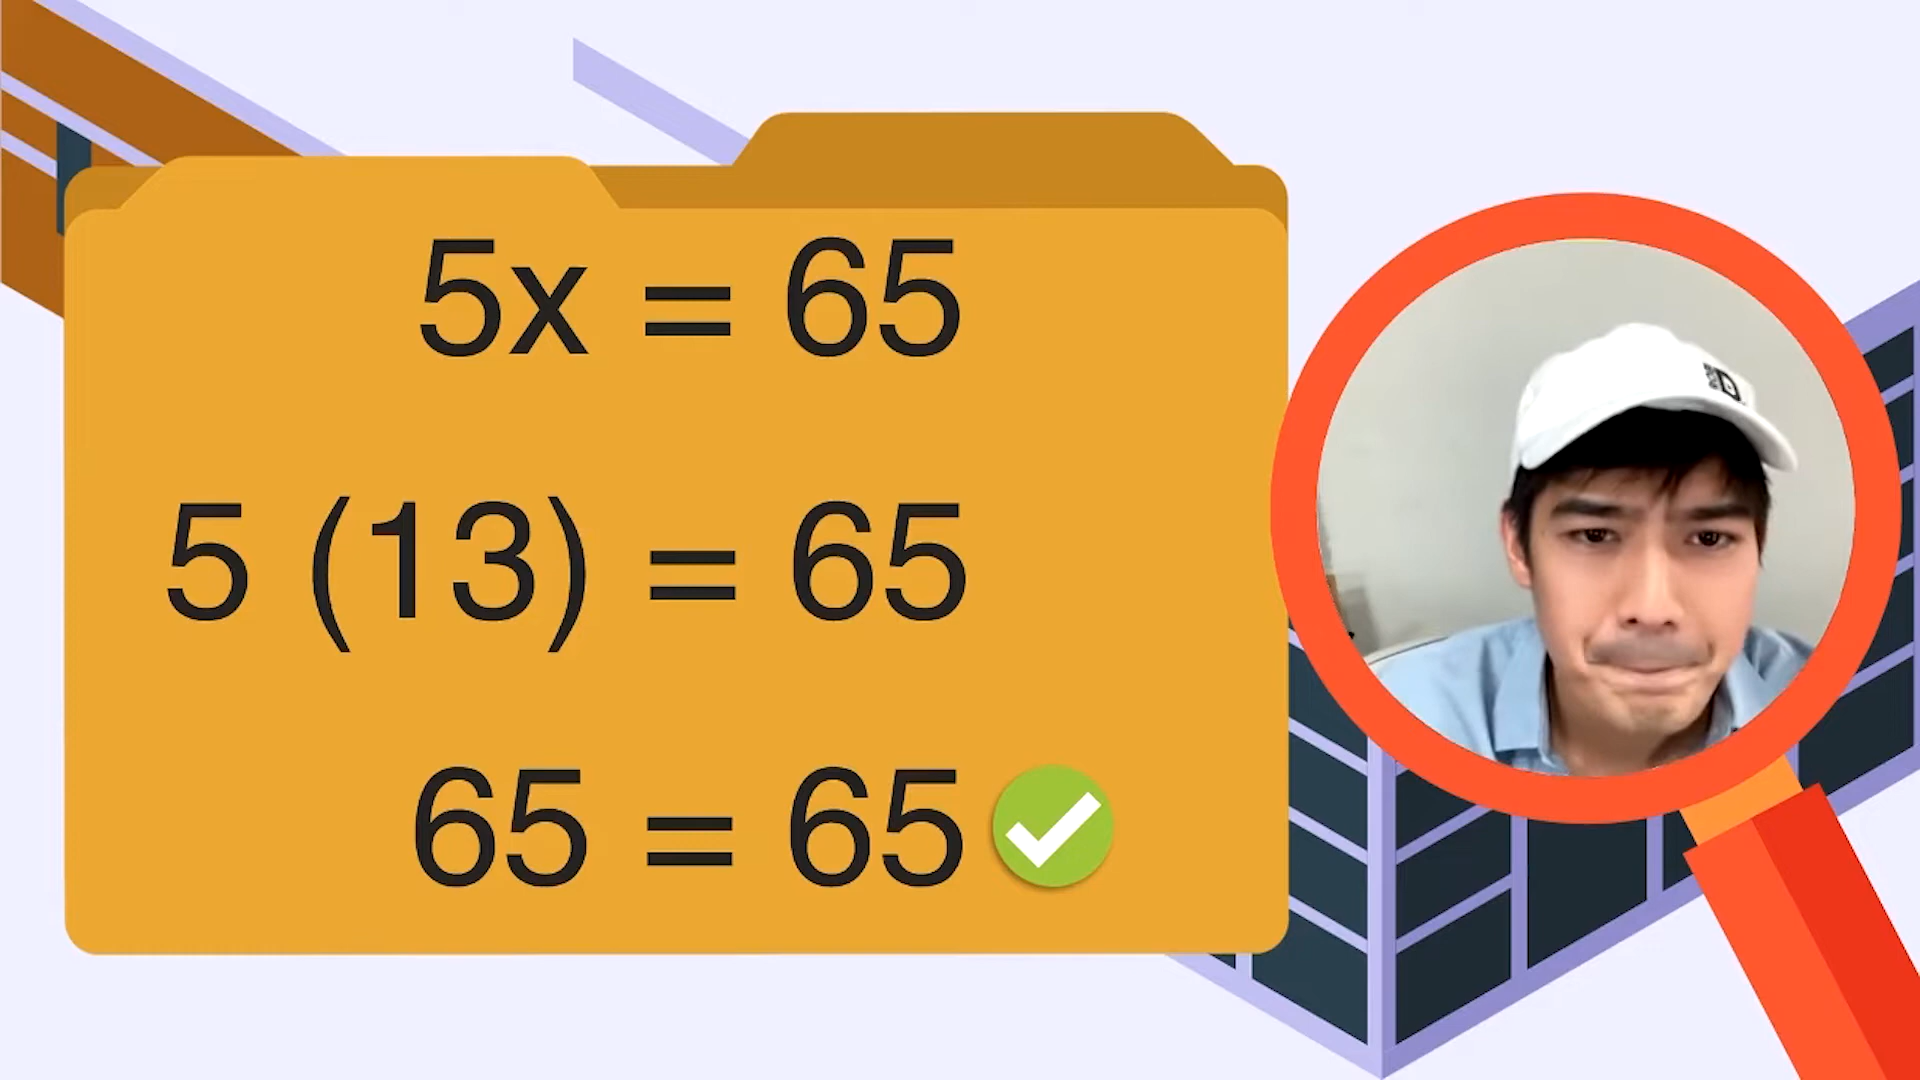 5x = 65
5 (13) = 65
65 = 65